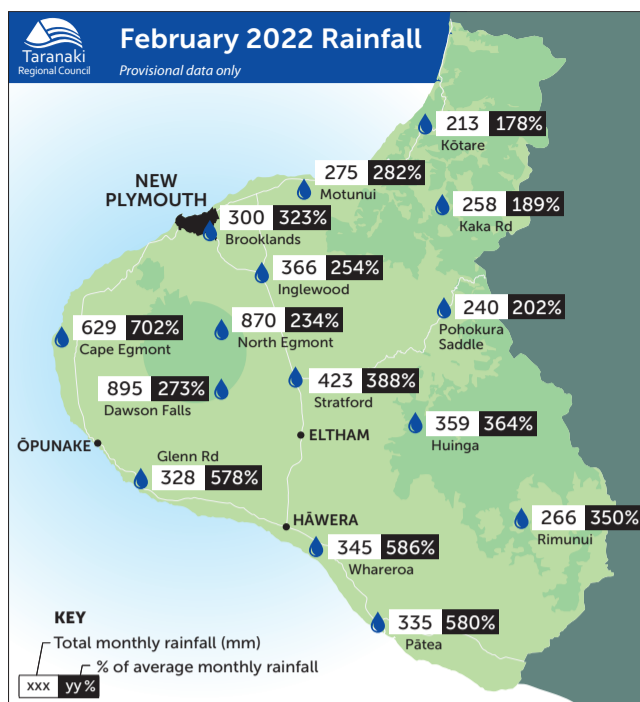 Taranaki
Regional Council
February 2022 Rainfall
Provisional data only
213 178%
Kōtare
275 282%
Motunui
NEW
PLYMOUTH
258 189%
Kaka Rd
300 323%
Brooklands
366 254%
Inglewood
240 202%
Pohokura
Saddle
629 702%
Cape Egmont
870 234%
North Egmont
895 273%
Dawson Falls
423 388%
Stratford
359 364%
Huinga
ŌPUNAKE
ELTHAM
Glenn Rd
328 578%
HĀWERA
266 350%
Rimunui
345 586%
Whareroa
335 580%
Pātea
KEY
Total monthly rainfall (mm)
% of average monthly rainfall
xxx yy%